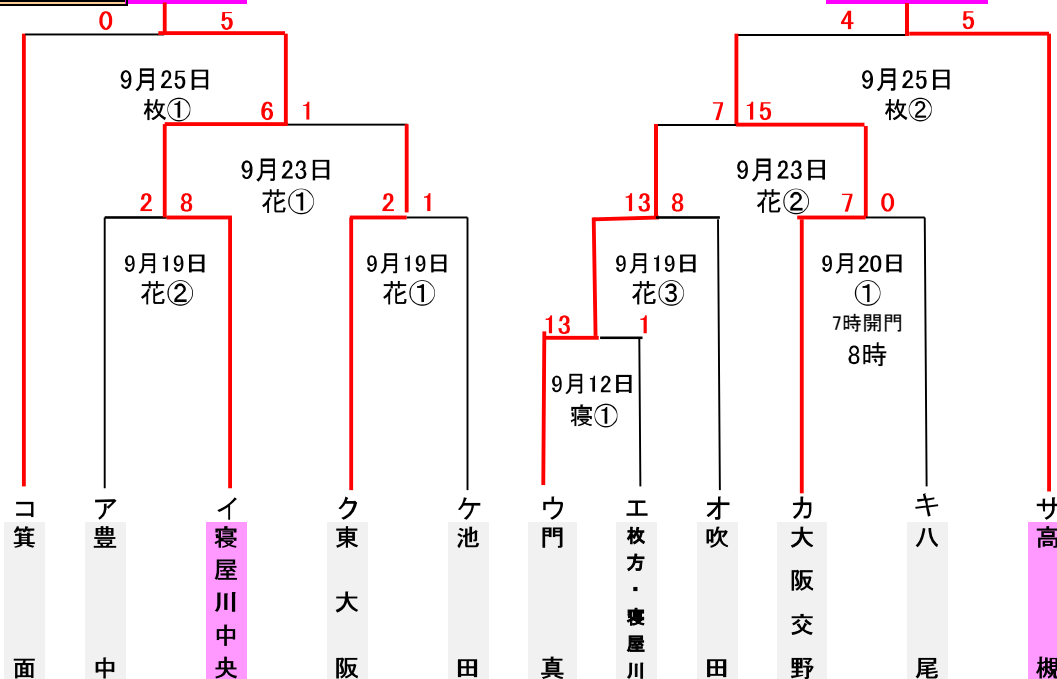 0 5
4 5
9月25日
枚①
9月25日
枚②
6 1
7 15
9月23日
花①
9月23日
花②
2 8
2 1
13 8
7 0
9月19日
花②
9月19日
花①
9月19日
花③
9月20日
①
7時開門
8時
13 1
9月12日
寝①
コ
箕面
ア
豊中
イ
寝屋川中央
ク
東大阪
ケ
池田
ウ
門真
エ
枚方・寝屋川
オ
吹田
カ
大阪交野
キ
八尾
サ
高槻